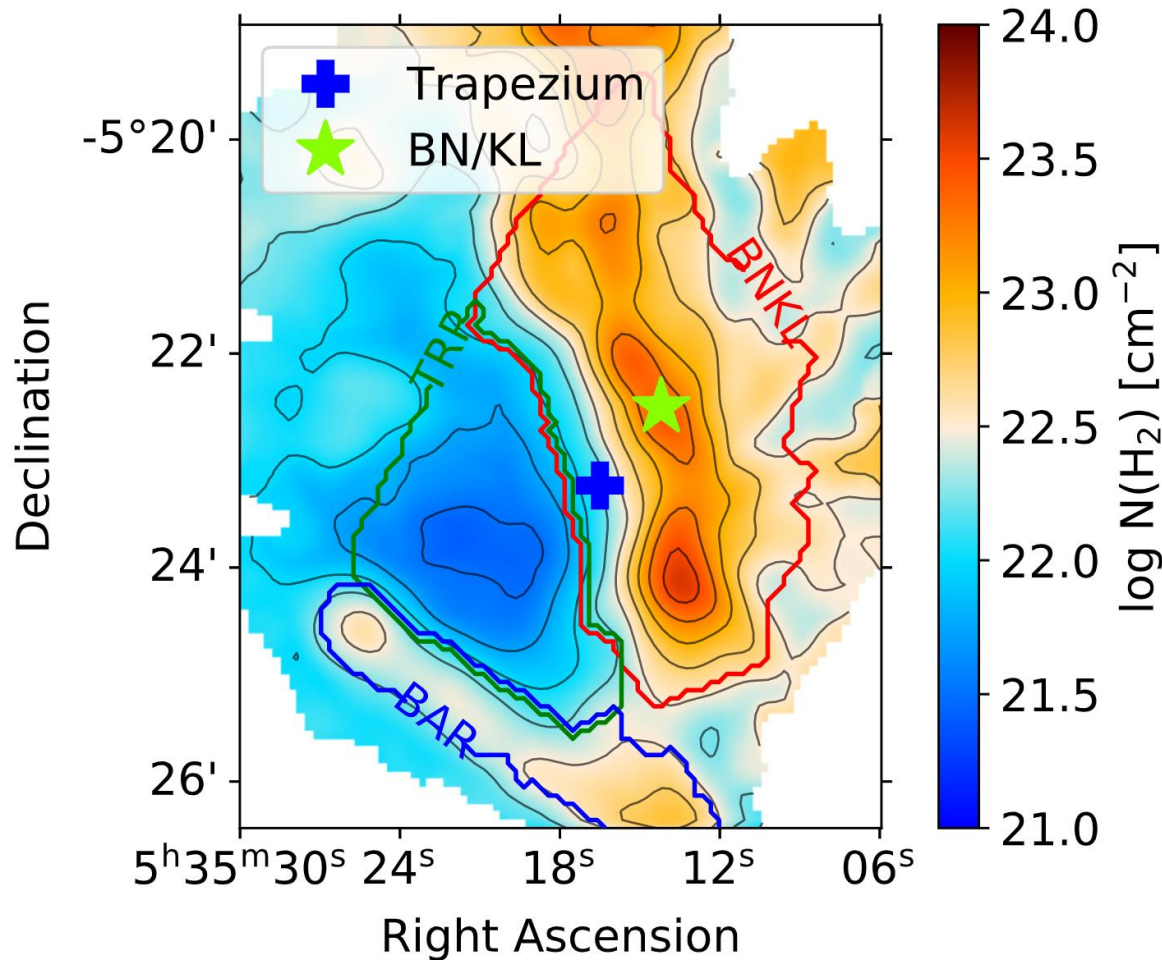 Trapezium
BN/KL
-5°20'
22'
24'
26'
Declination
5ʰ35ᵐ30ˢ
24ˢ
18ˢ
12ˢ
06ˢ
Right Ascension
TRP
BNKL
BAR
24.0
23.5
23.0
22.5
22.0
21.5
21.0
log N(H₂) [cm⁻²]